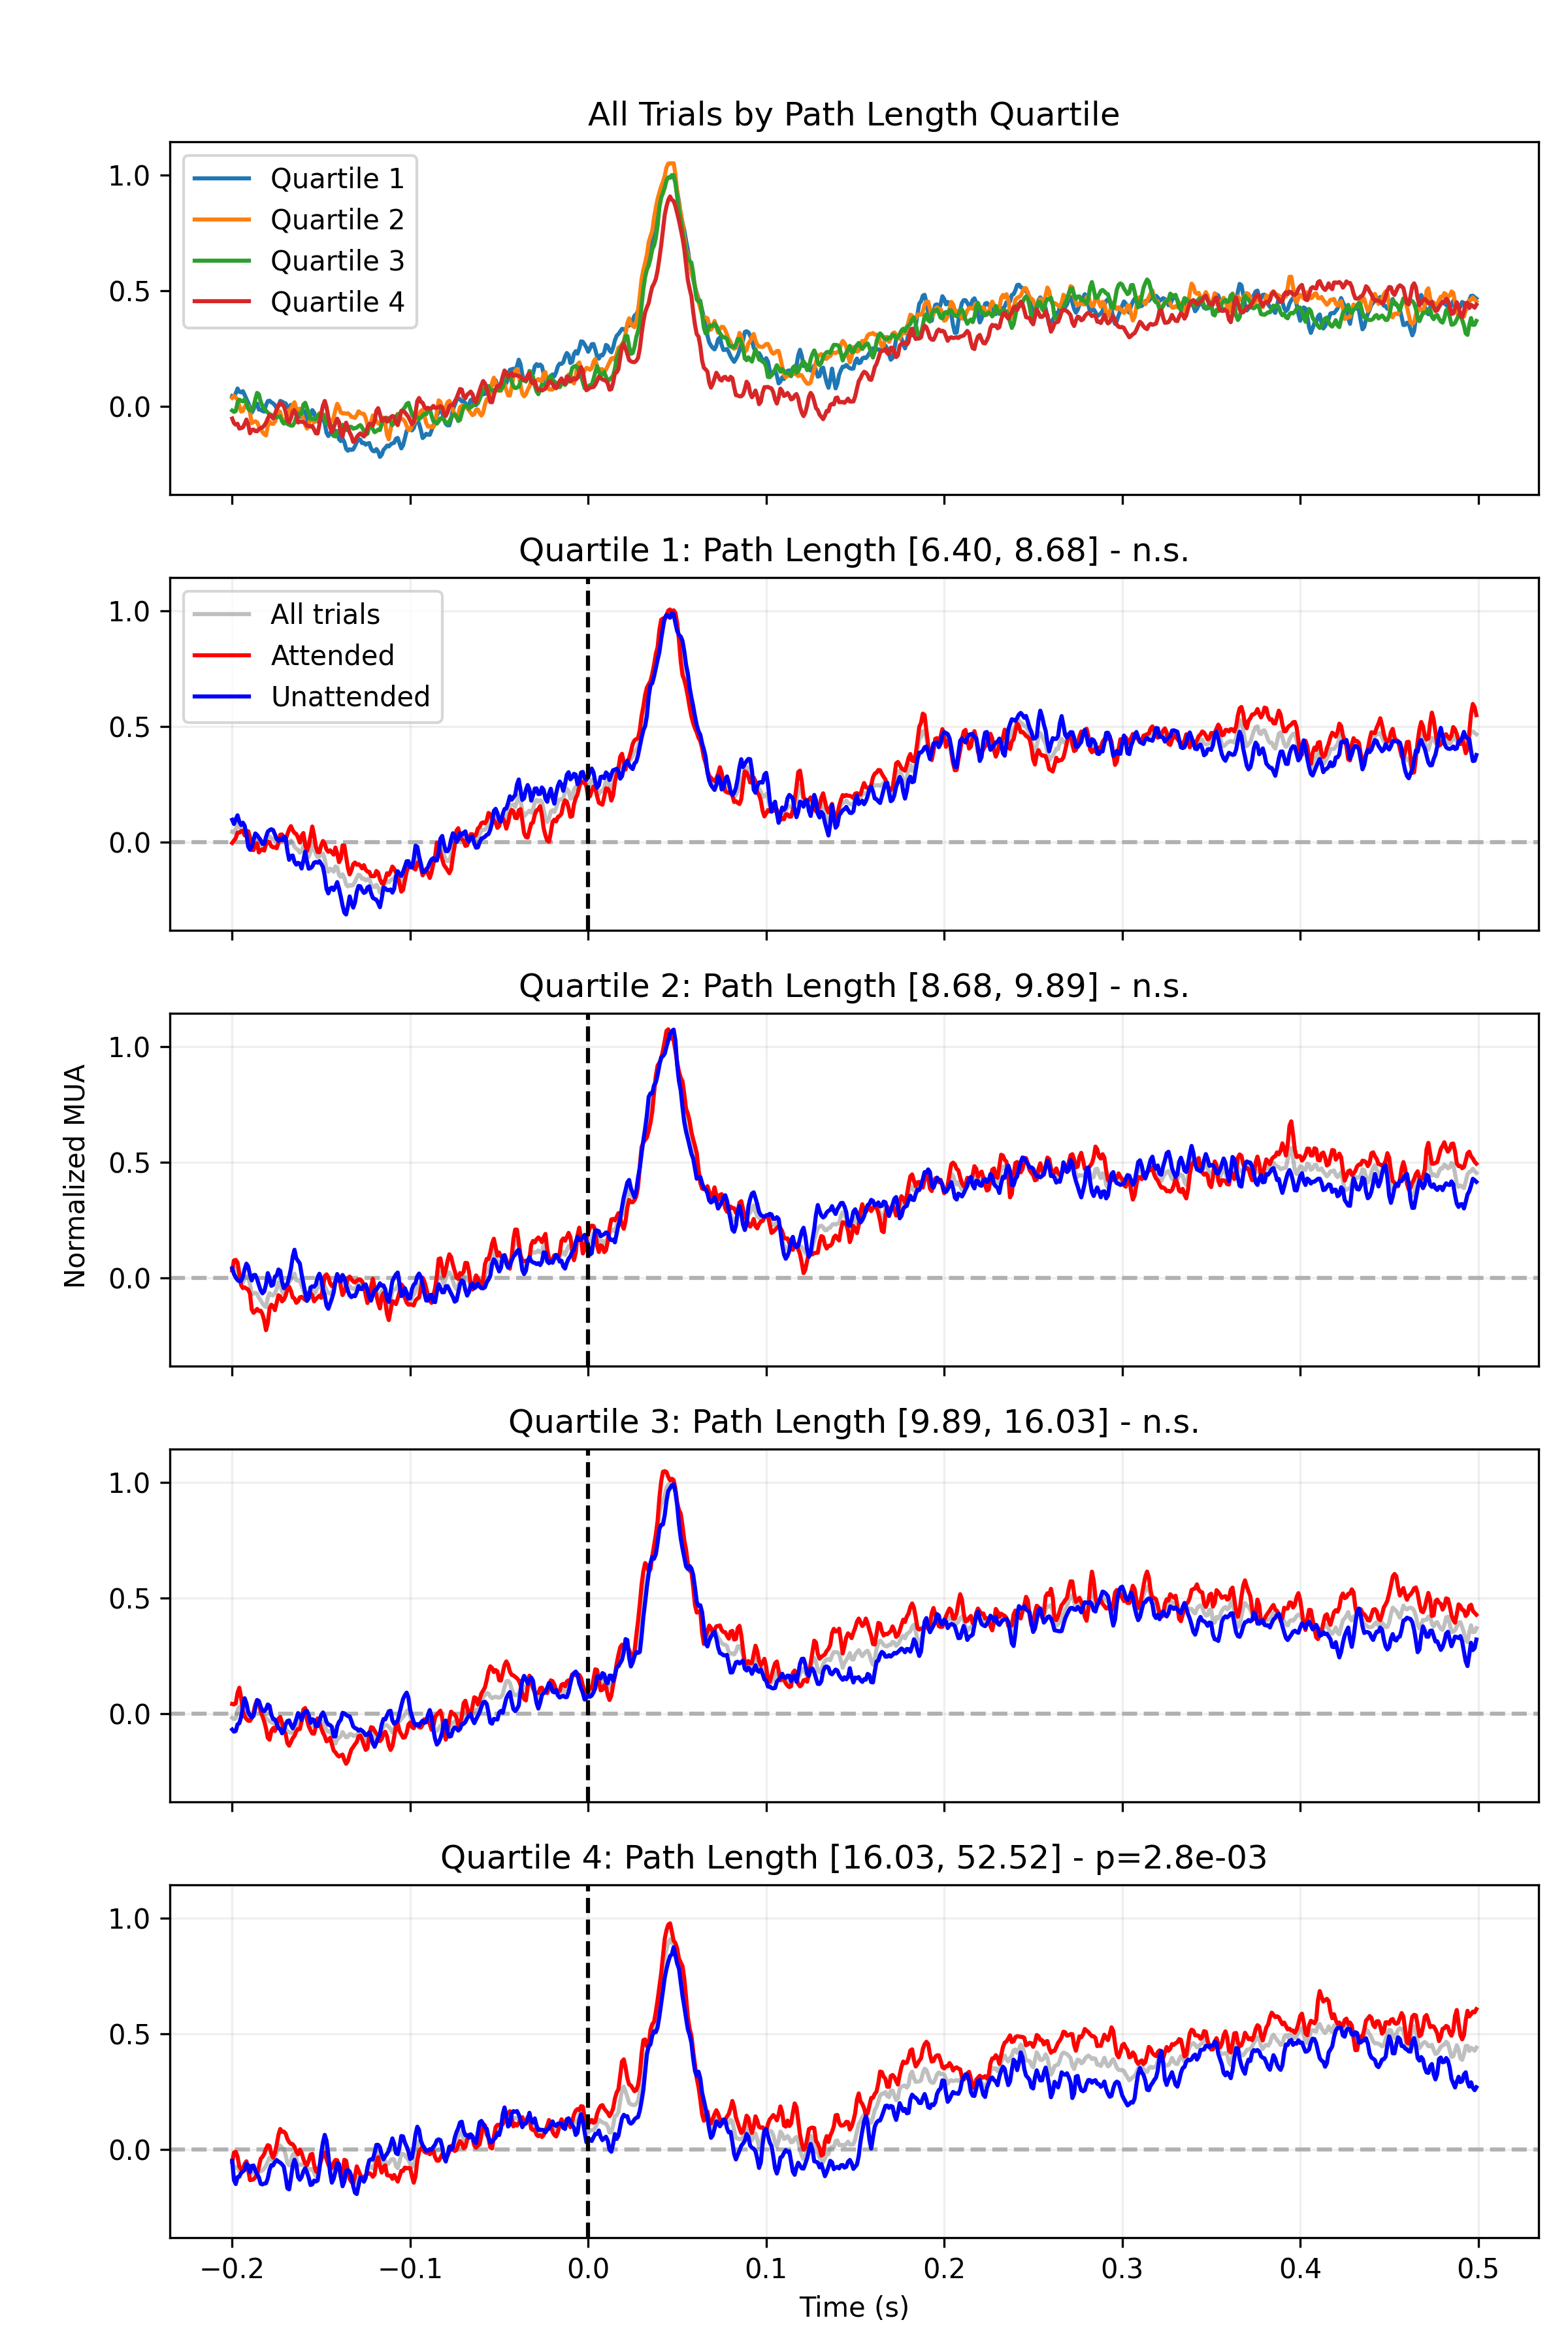 All Trials by Path Length Quartile
1.0
0.5
0.0
Quartile 1
Quartile 2
Quartile 3
Quartile 4
Quartile 1: Path Length [6.40, 8.68] - n.s.
1.0
0.5
0.0
All trials
Attended
Unattended
Quartile 2: Path Length [8.68, 9.89] - n.s.
1.0
0.5
0.0
Normalized MUA
Quartile 3: Path Length [9.89, 16.03] - n.s.
1.0
0.5
0.0
Quartile 4: Path Length [16.03, 52.52] - p=2.8e-03
1.0
0.5
0.0
−0.2 −0.1 0.0 0.1 0.2 0.3 0.4 0.5
Time (s)